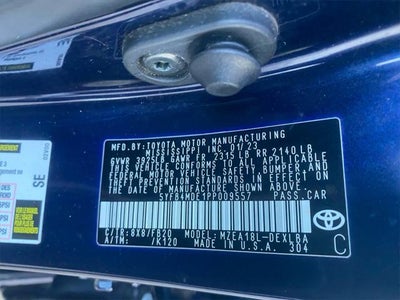 MFD.BY:TOYOTA MOTOR MANUFACTURING
MISSISSIPPI, INC. 01/23
GVWR 3925LB GAWR FR 2315 LB RR 2140 LB
THIS VEHICLE CONFORMS TO ALL APPLICABLE
FEDERAL MOTOR VEHICLE SAFETY, BUMPER, AND
THEFT PREVENTION STANDARDS IN EFFECT ON
THE DATE OF MANUFACTURE SHOWN ABOVE.
5YFB4MDE1PP009557 PASS.CAR
C/TR:8X8/FB20 MODEL:MZEA18L-DEXLBA
A/TM: /K120 MADE IN U.S.A. 304
TOYOTA
C
SE